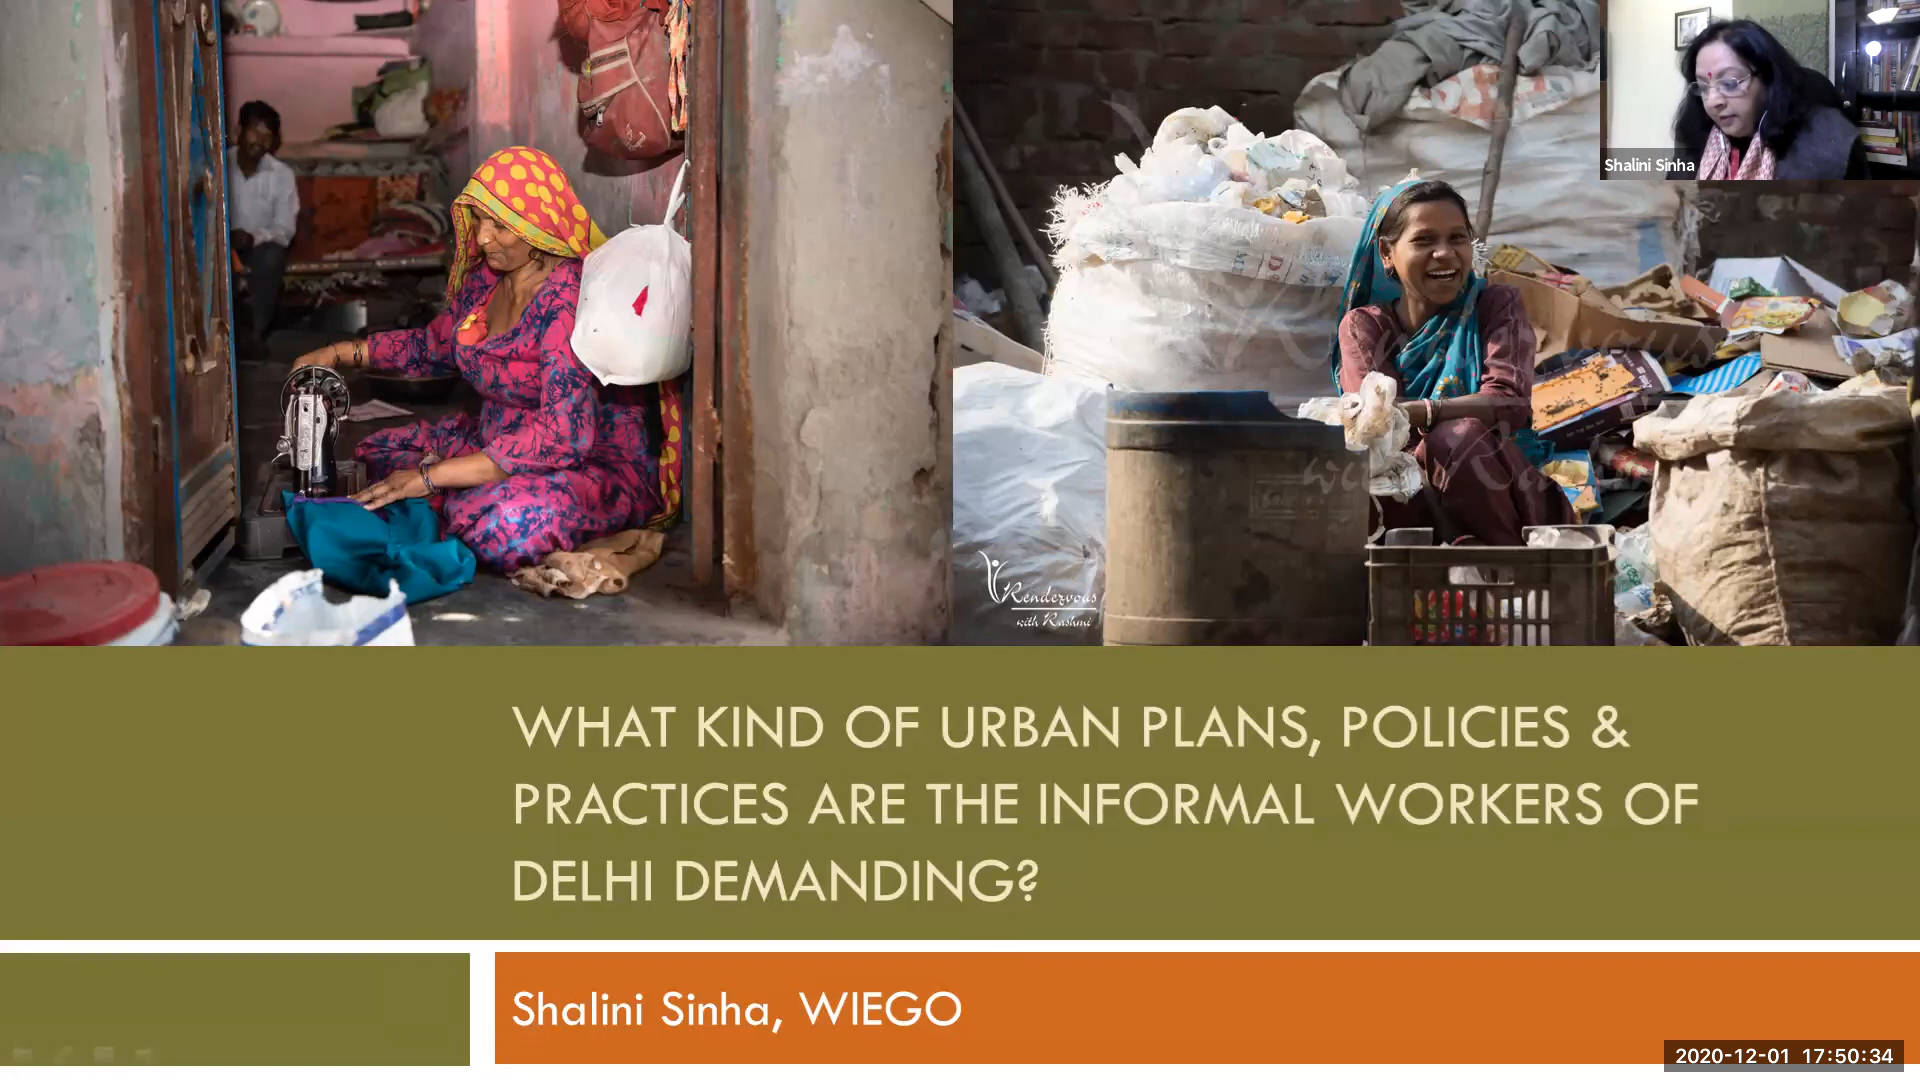 Shalini Sinha
Rendezvous
with Rashmi
WHAT KIND OF URBAN PLANS, POLICIES &
PRACTICES ARE THE INFORMAL WORKERS OF
DELHI DEMANDING?
Shalini Sinha, WIEGO
2020-12-01 17:50:34